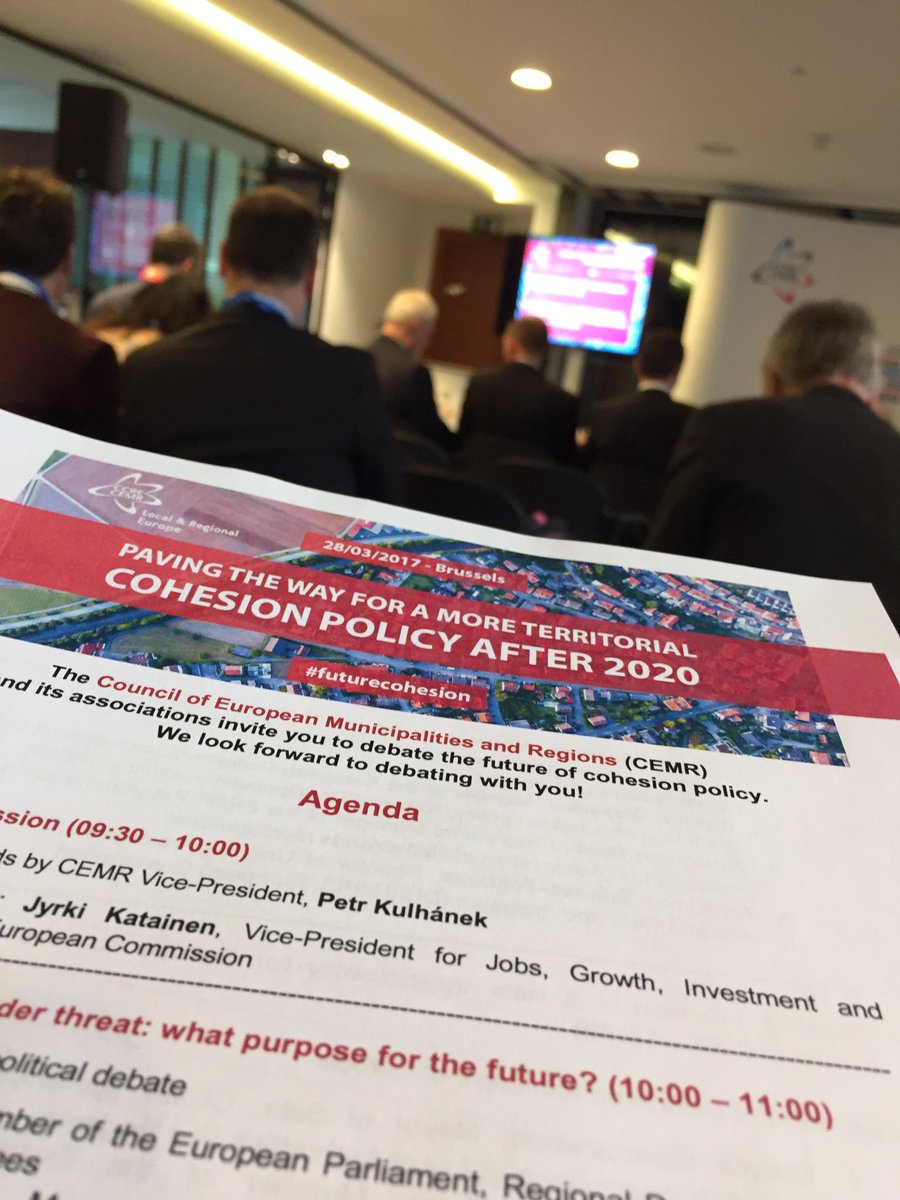 CCRE
CEMR
Local & Regional
Europe
28/03/2017 - Brussels
PAVING THE WAY FOR A MORE TERRITORIAL
COHESION POLICY AFTER 2020
#futurecohesion
The Council of European Municipalities and Regions (CEMR)
nd its associations invite you to debate the future of cohesion policy.
We look forward to debating with you!
Agenda
ssion (09:30 – 10:00)
ds by CEMR Vice-President, Petr Kulhánek
: Jyrki Katainen, Vice-President for Jobs, Growth, Investment and
uropean Commission
der threat: what purpose for the future? (10:00 – 11:00)
political debate
mber of the European Parliament, Regional
ees